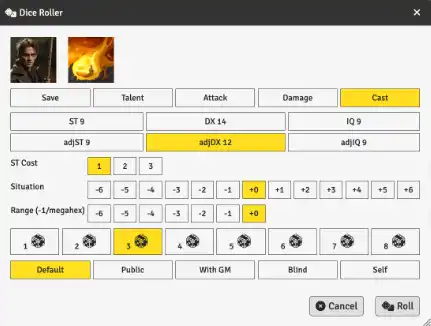 Dice Roller
Save Talent Attack Damage Cast
ST 9 DX 14 IQ 9
adjST 9 adjDX 12 adjIQ 9
ST Cost 1 2 3
Situation -6 -5 -4 -3 -2 -1 +0 +1 +2 +3 +4 +5 +6
Range (-1/megahex) -6 -5 -4 -3 -2 -1 +0
1 2 3 4 5 6 7 8
Default Public With GM Blind Self
Cancel Roll